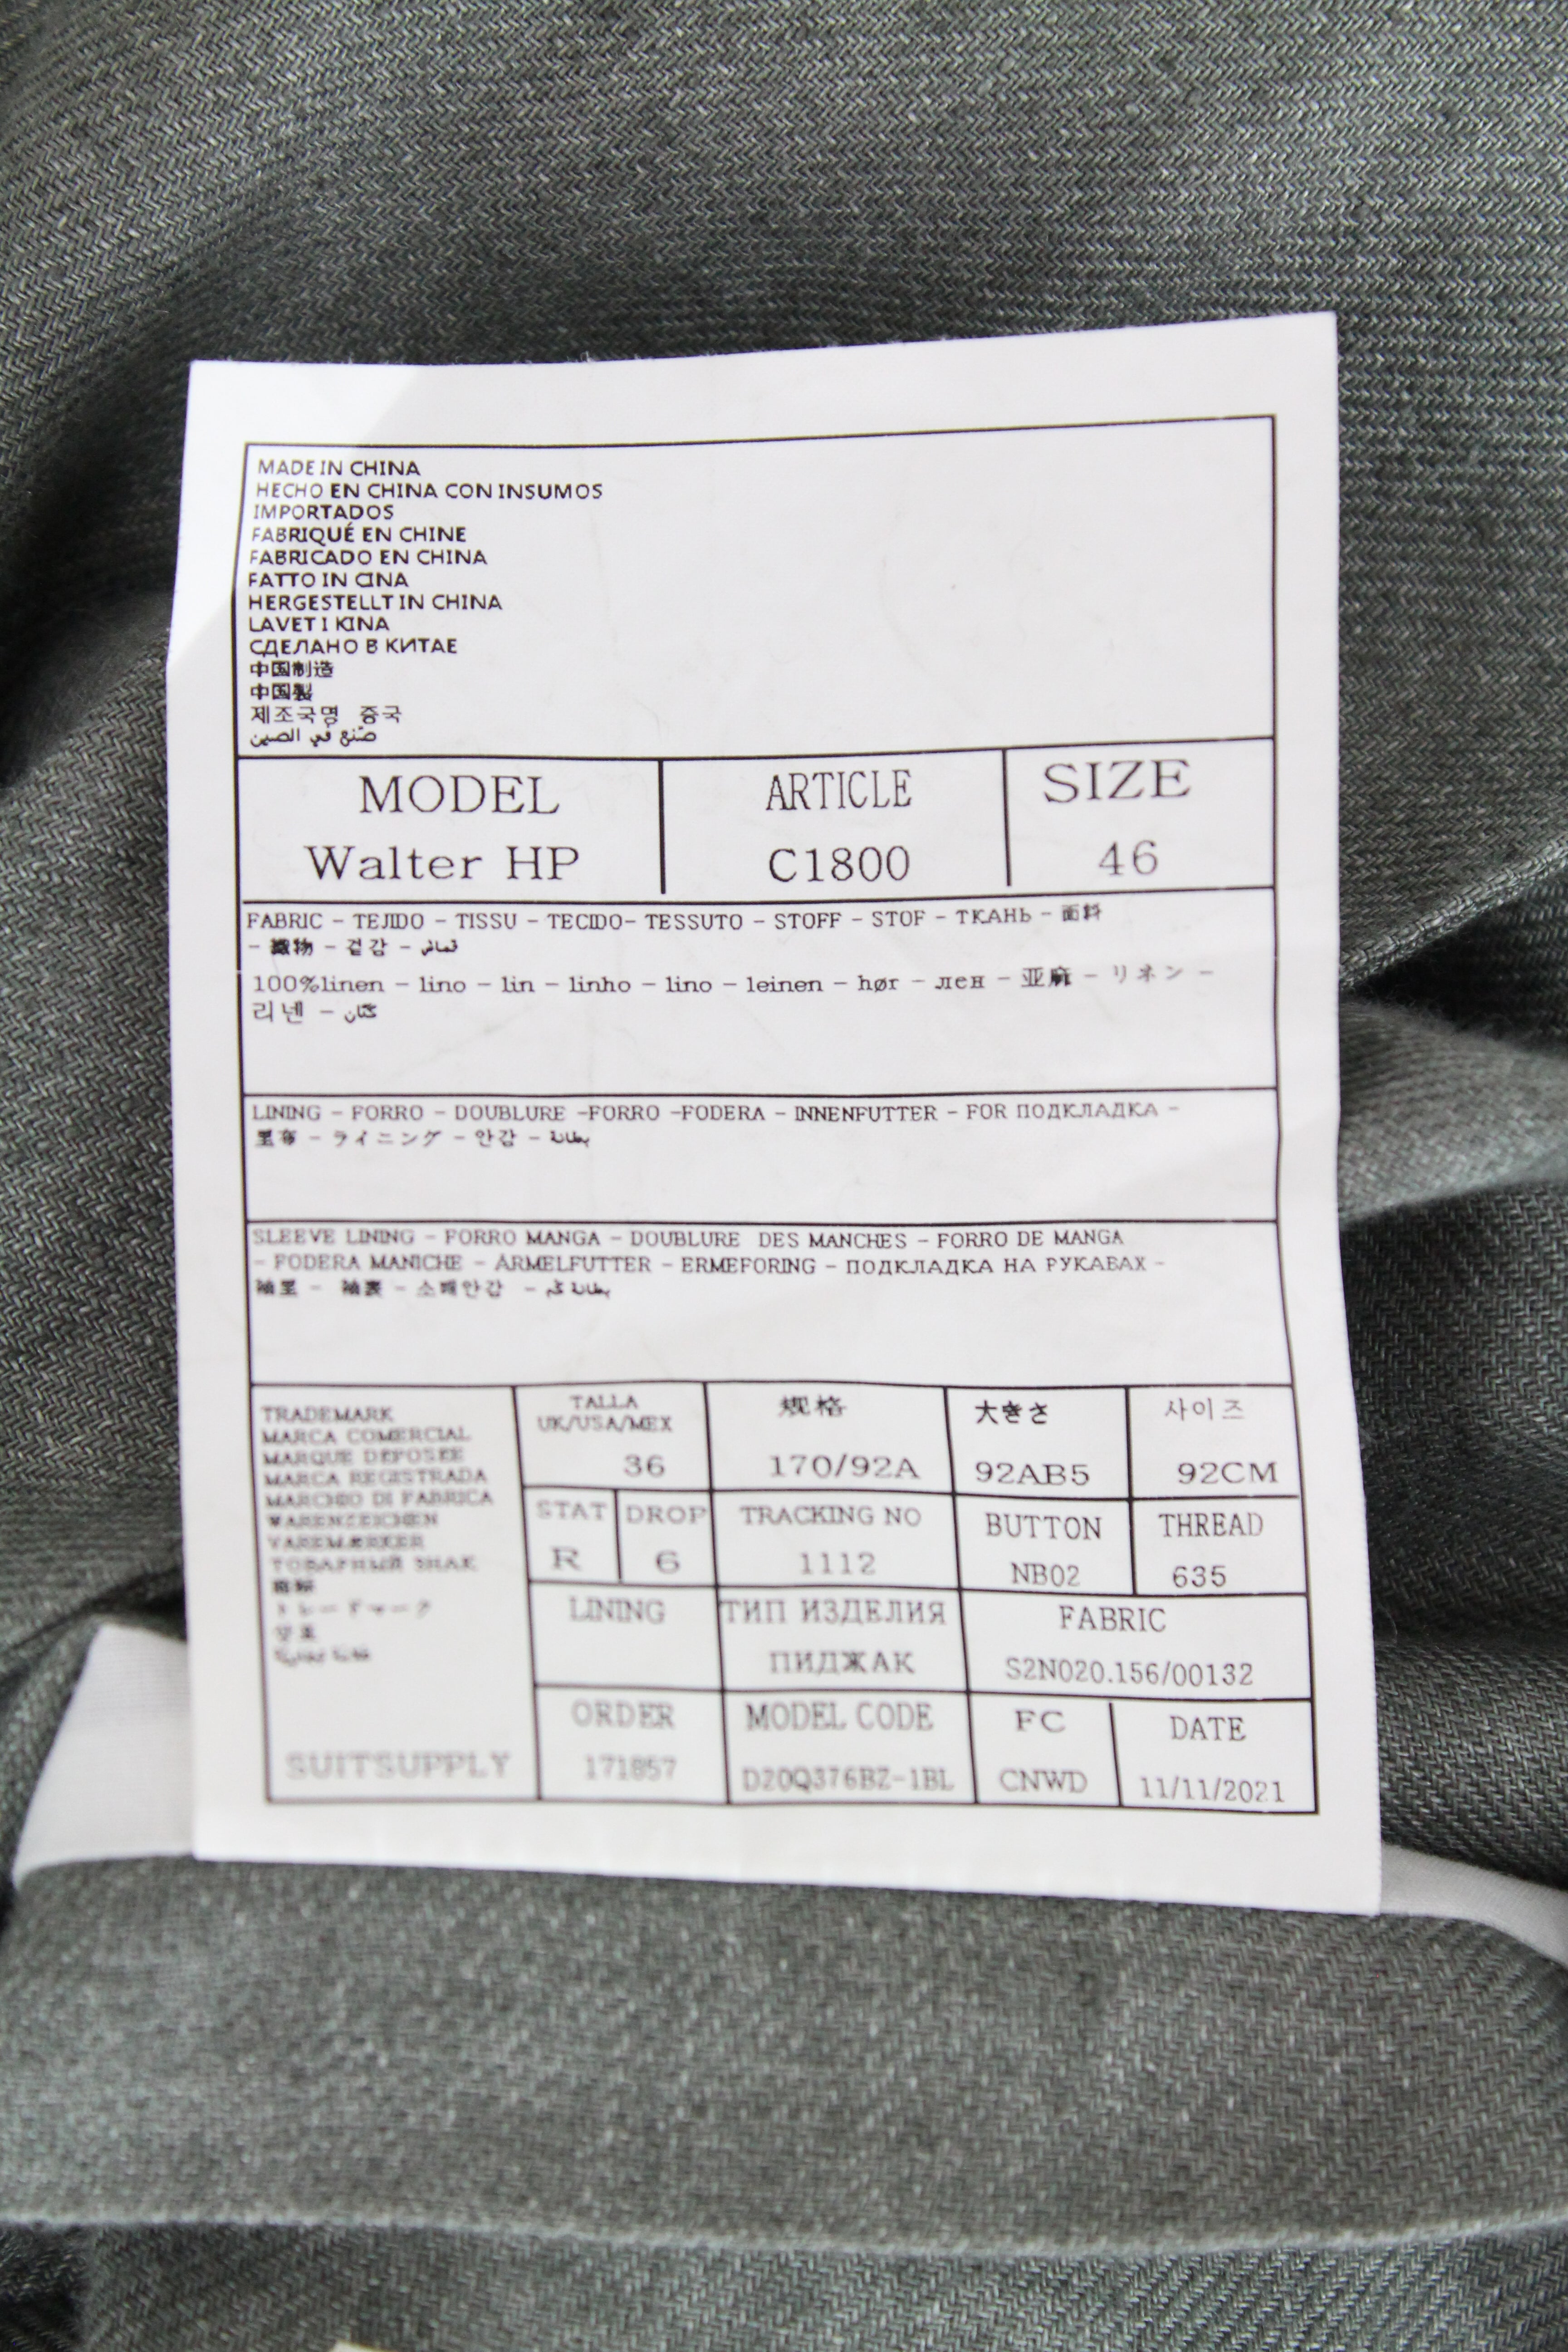 MADE IN CHINA
HECHO EN CHINA CON INSUMOS
IMPORTADOS
FABRIQUÉ EN CHINE
FABRICADO EN CHINA
FATTO IN CINA
HERGESTELLT IN CHINA
LAVET I KINA
СДЕЛАНО В КИТАЕ
中国制造
中国製
제조국명 중국
صنع في الصين
MODEL ARTICLE SIZE
Walter HP C1800 46
FABRIC - TEJIDO - TISSU - TECIDO- TESSUTO - STOFF - STOF - ТКАНЬ - 面料
- 織物 - 겉감 - قماش
100%linen - lino - lin - linho - lino - leinen - hør - лен - 亚麻 - リネン -
리넨 - كتان
LINING - FORRO - DOUBLURE -FORRO -FODERA - INNENFUTTER - FOR ПОДКЛАДКА -
里布 - ライニング - 안감 - بطانة
SLEEVE LINING - FORRO MANGA - DOUBLURE DES MANCHES - FORRO DE MANGA
- FODERA MANICHE - ARMELFUTTER - ERMEFORING - ПОДКЛАДКА НА РУКАВАХ -
袖里 - 袖裏 - 소매안감 - بطانة كم
TRADEMARK
MARCA COMERCIAL
MARQUE DEPOSEE
MARCA REGISTRADA
MARCHIO DI FABRICA
WARENZEICHEN
VAREMÆRKER
ТОВАРНЫЙ ЗНАК
トレードマーク
SUITSUPPLY
TALLA
UK/USA/MEX
36
规格
170/92A
大きさ
92AB5
사이즈
92CM
STAT
R
DROP
6
TRACKING NO
1112
BUTTON
NB02
THREAD
635
LINING
ТИП ИЗДЕЛИЯ
ПИДЖАК
FABRIC
S2N020.156/00132
ORDER
171857
MODEL CODE
D20Q376BZ-1BL
FC
CNWD
DATE
11/11/2021